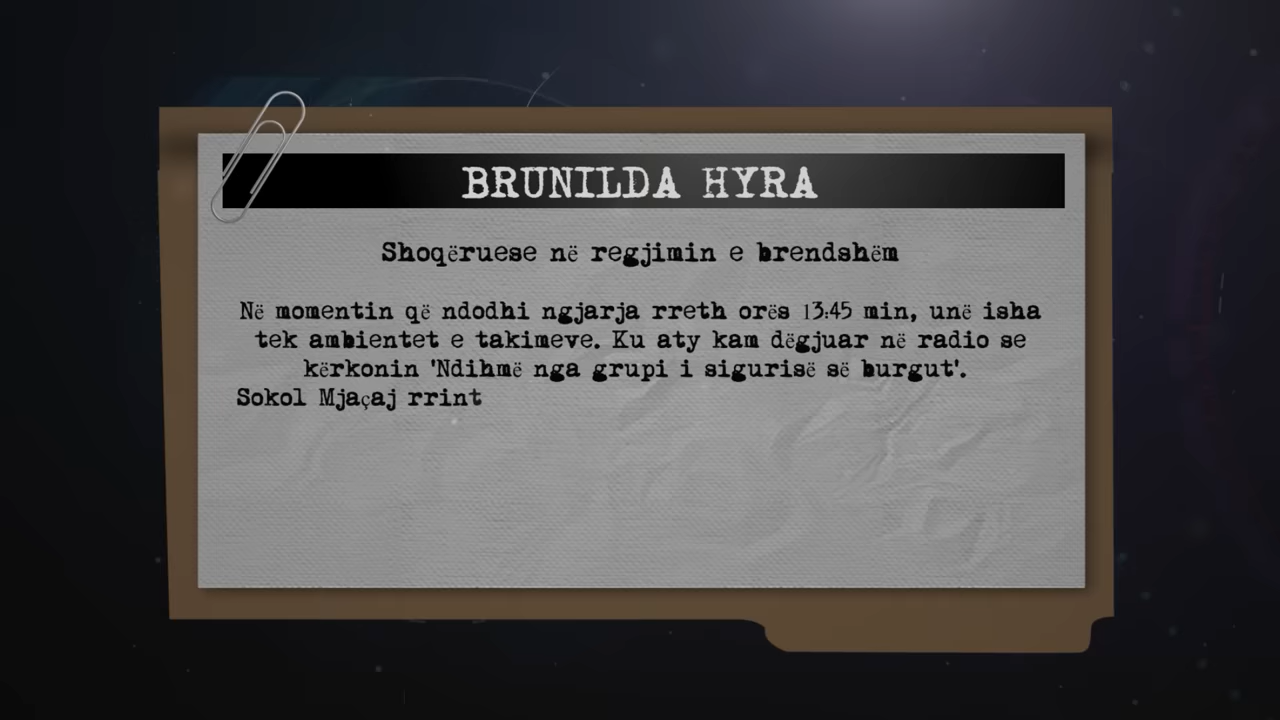 BRUNILDA HYRA
Shoqëruese në regjimin e brendshëm
Në momentin që ndodhi ngjarja rreth orës 13:45 min, unë isha
tek ambientet e takimeve. Ku aty kam dëgjuar në radio se
kërkonin 'Ndihmë nga grupi i sigurisë së burgut'.
Sokol Mjaçaj rrint